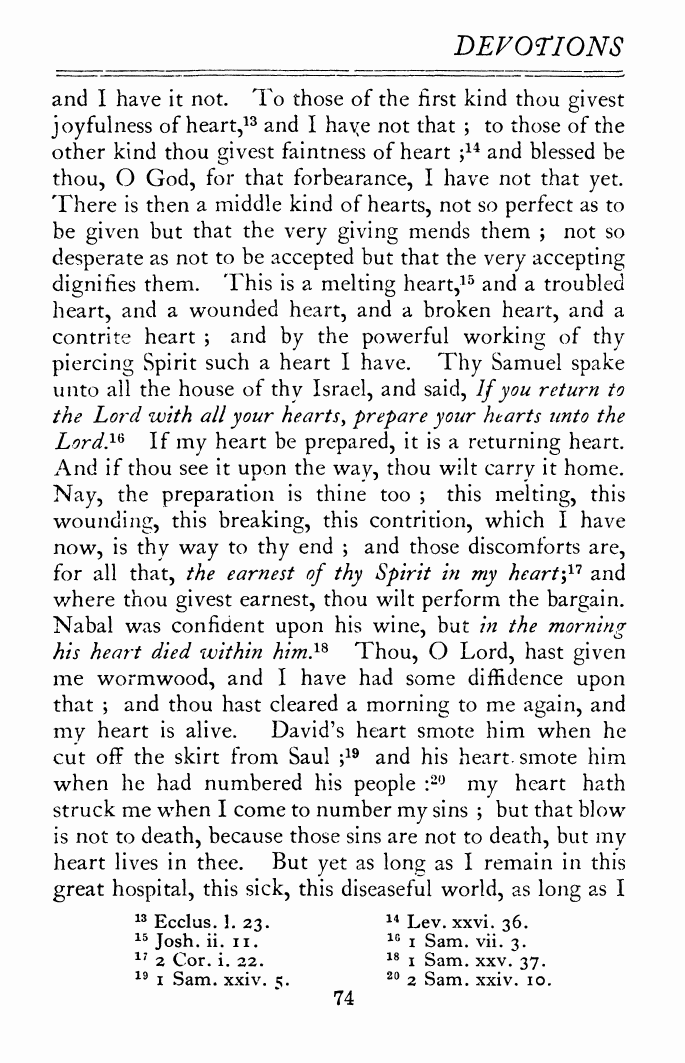 DEVOTIONS
and I have it not. To those of the first kind thou givest
joyfulness of heart,¹³ and I have not that ; to those of the
other kind thou givest faintness of heart ;¹⁴ and blessed be
thou, O God, for that forbearance, I have not that yet.
There is then a middle kind of hearts, not so perfect as to
be given but that the very giving mends them ; not so
desperate as not to be accepted but that the very accepting
dignifies them. This is a melting heart,¹⁵ and a troubled
heart, and a wounded heart, and a broken heart, and a
contrite heart ; and by the powerful working of thy
piercing Spirit such a heart I have. Thy Samuel spake
unto all the house of thy Israel, and said, If you return to
the Lord with all your hearts, prepare your hearts unto the
Lord.¹⁶ If my heart be prepared, it is a returning heart.
And if thou see it upon the way, thou wilt carry it home.
Nay, the preparation is thine too ; this melting, this
wounding, this breaking, this contrition, which I have
now, is thy way to thy end ; and those discomforts are,
for all that, the earnest of thy Spirit in my heart;¹⁷ and
where thou givest earnest, thou wilt perform the bargain.
Nabal was confident upon his wine, but in the morning
his heart died within him.¹⁸ Thou, O Lord, hast given
me wormwood, and I have had some diffidence upon
that ; and thou hast cleared a morning to me again, and
my heart is alive. David's heart smote him when he
cut off the skirt from Saul ;¹⁹ and his heart smote him
when he had numbered his people :²⁰ my heart hath
struck me when I come to number my sins ; but that blow
is not to death, because those sins are not to death, but my
heart lives in thee. But yet as long as I remain in this
great hospital, this sick, this diseaseful world, as long as I
¹³ Ecclus. l. 23. ¹⁴ Lev. xxvi. 36.
¹⁵ Josh. ii. 11. ¹⁶ 1 Sam. vii. 3.
¹⁷ 2 Cor. i. 22. ¹⁸ 1 Sam. xxv. 37.
¹⁹ 1 Sam. xxiv. 5. ²⁰ 2 Sam. xxiv. 10.
74